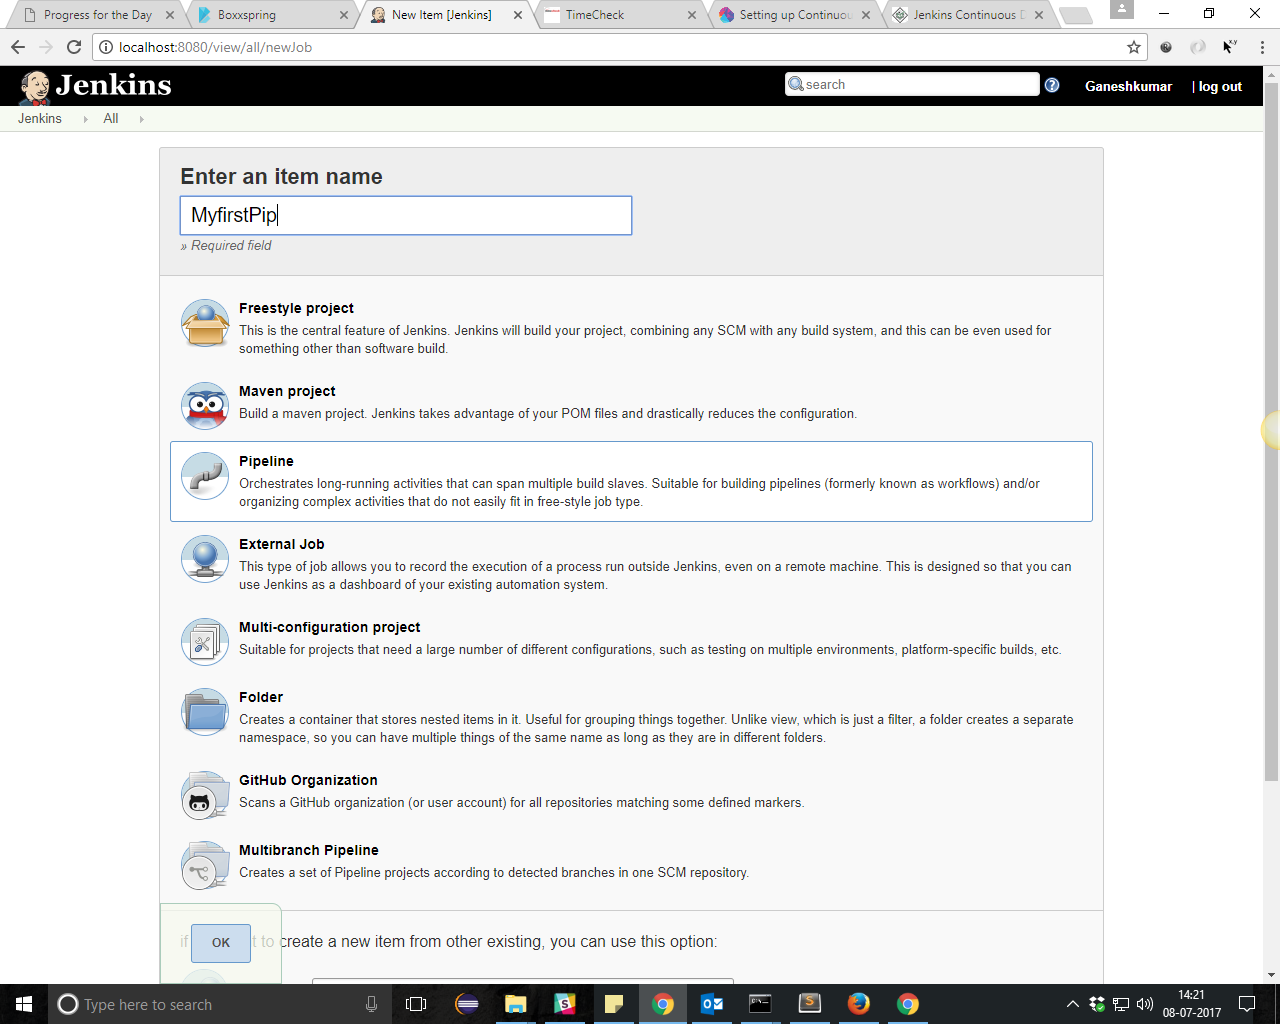 Progress for the Day
Boxxspring
New Item [Jenkins]
TimeCheck
Setting up Continuou
Jenkins Continuous D
localhost:8080/view/all/newJob
Jenkins
search
Ganeshkumar
| log out
Jenkins
All
Enter an item name
MyfirstPip
» Required field
Freestyle project
This is the central feature of Jenkins. Jenkins will build your project, combining any SCM with any build system, and this can be even used for
something other than software build.
Maven project
Build a maven project. Jenkins takes advantage of your POM files and drastically reduces the configuration.
Pipeline
Orchestrates long-running activities that can span multiple build slaves. Suitable for building pipelines (formerly known as workflows) and/or
organizing complex activities that do not easily fit in free-style job type.
External Job
This type of job allows you to record the execution of a process run outside Jenkins, even on a remote machine. This is designed so that you can
use Jenkins as a dashboard of your existing automation system.
Multi-configuration project
Suitable for projects that need a large number of different configurations, such as testing on multiple environments, platform-specific builds, etc.
Folder
Creates a container that stores nested items in it. Useful for grouping things together. Unlike view, which is just a filter, a folder creates a separate
namespace, so you can have multiple things of the same name as long as they are in different folders.
GitHub Organization
Scans a GitHub organization (or user account) for all repositories matching some defined markers.
Multibranch Pipeline
Creates a set of Pipeline projects according to detected branches in one SCM repository.
if t to create a new item from other existing, you can use this option:
OK
Type here to search
14:21
08-07-2017